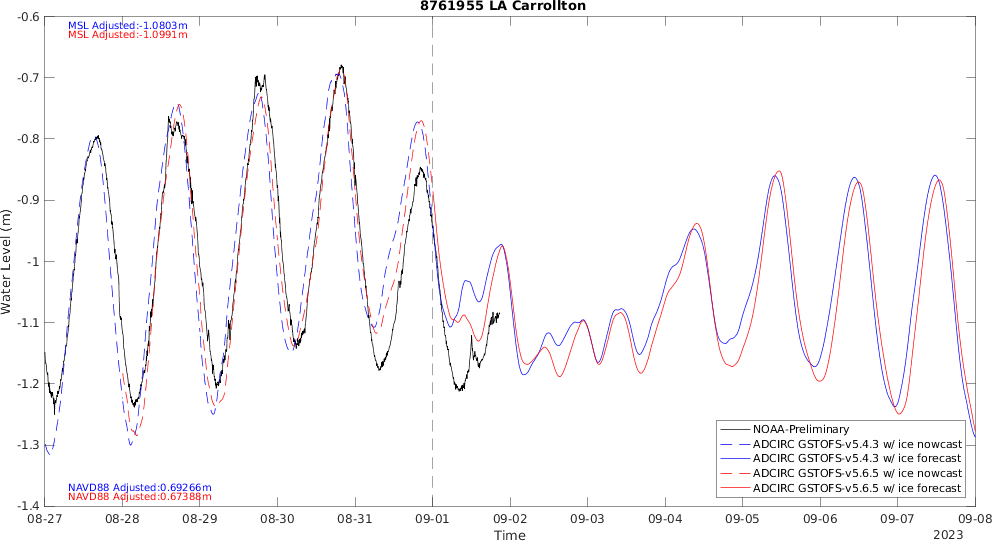 8761955 LA Carrollton
-0.6
MSL Adjusted:-1.0803m
MSL Adjusted:-1.0991m
-0.7
-0.8
-0.9
-1
-1.1
-1.2
-1.3
-1.4
Water Level (m)
NAVD88 Adjusted:0.69266m
NAVD88 Adjusted:0.67388m
NOAA-Preliminary
ADCIRC GSTOFS-v5.4.3 w/ ice nowcast
ADCIRC GSTOFS-v5.4.3 w/ ice forecast
ADCIRC GSTOFS-v5.6.5 w/ ice nowcast
ADCIRC GSTOFS-v5.6.5 w/ ice forecast
08-27 08-28 08-29 08-30 08-31 09-01 09-02 09-03 09-04 09-05 09-06 09-07 09-08
Time
2023